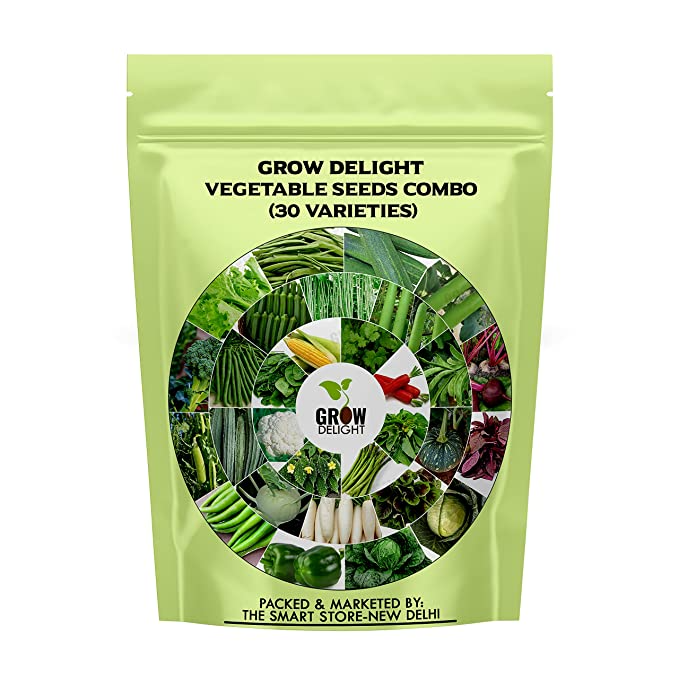 GROW DELIGHT
VEGETABLE SEEDS COMBO
(30 VARIETIES)
GROW
DELIGHT
PACKED & MARKETED BY:
THE SMART STORE-NEW DELHI